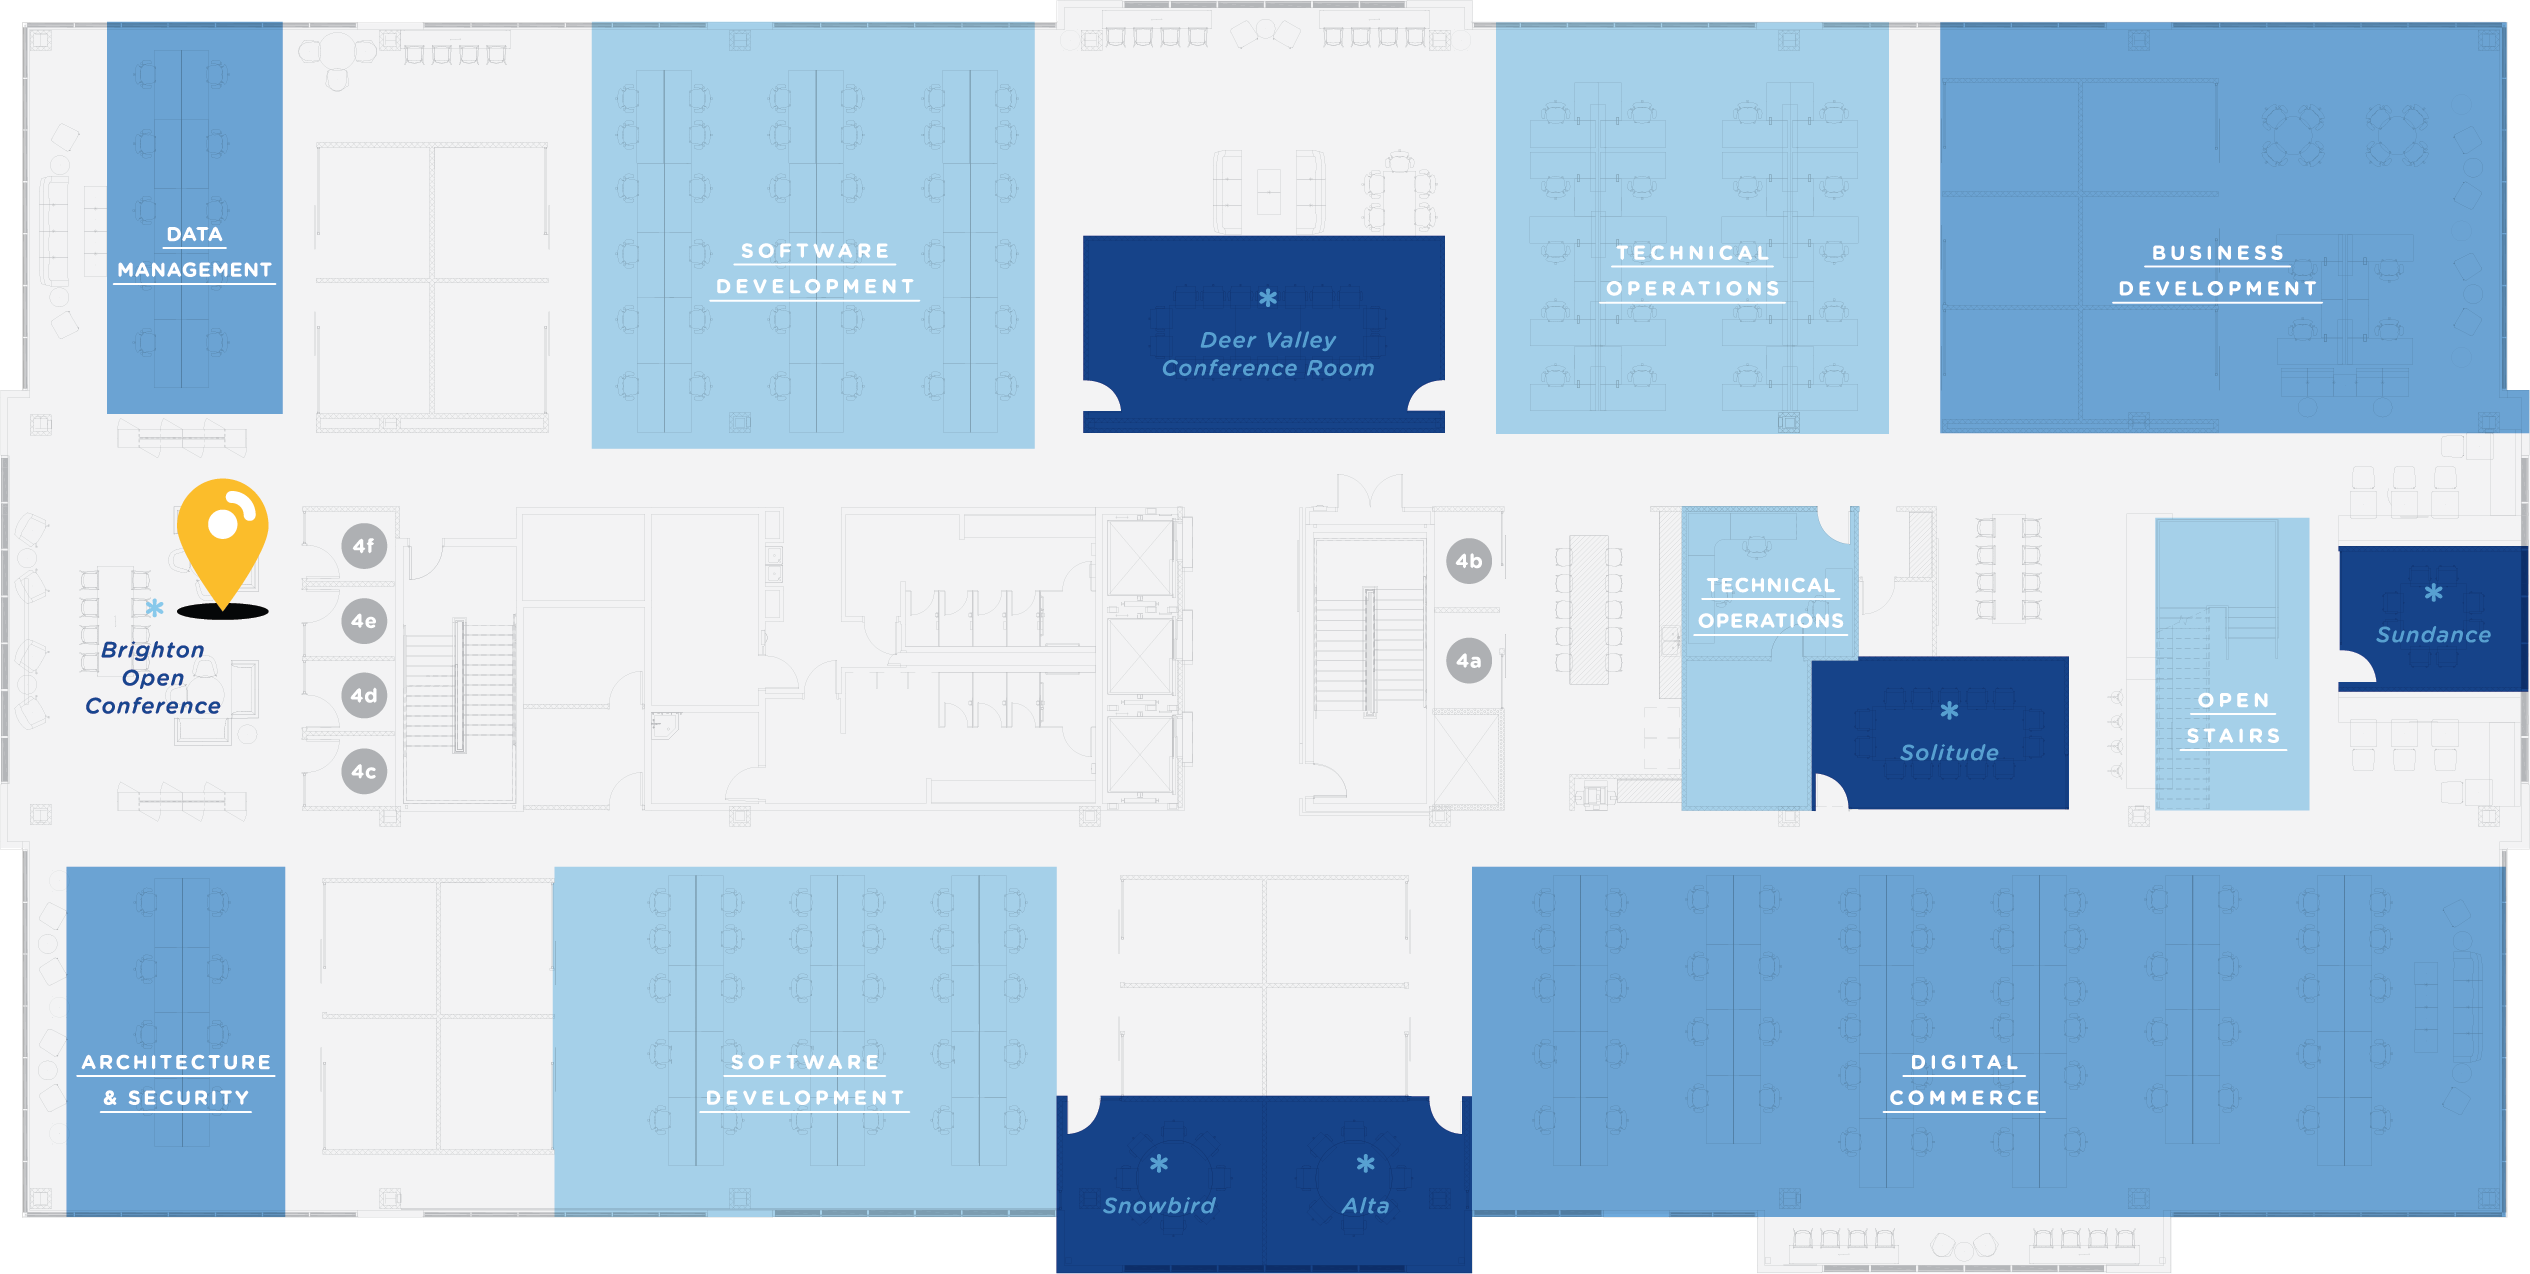 DATA
MANAGEMENT
SOFTWARE
DEVELOPMENT
Deer Valley
Conference Room
TECHNICAL
OPERATIONS
BUSINESS
DEVELOPMENT
Brighton
Open
Conference
4f
4e
4d
4c
4b
4a
TECHNICAL
OPERATIONS
Solitude
OPEN
STAIRS
Sundance
ARCHITECTURE
& SECURITY
SOFTWARE
DEVELOPMENT
Snowbird
Alta
DIGITAL
COMMERCE